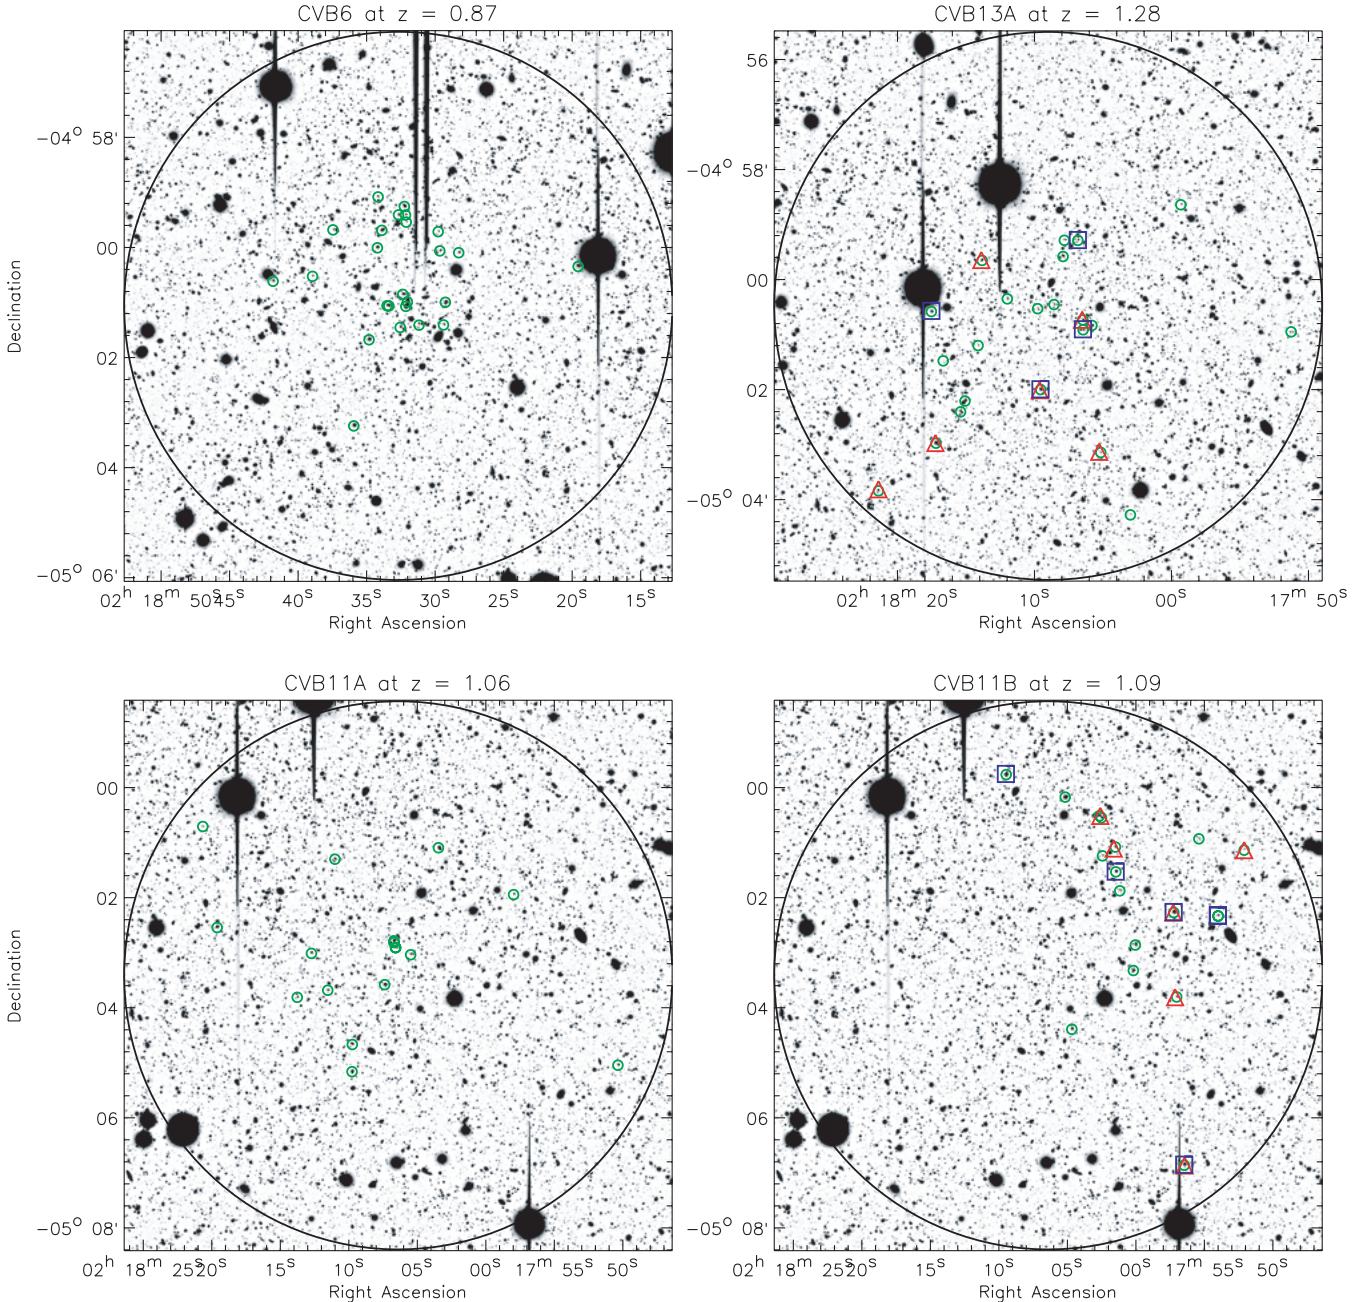 CVB6 at z = 0.87
CVB13A at z = 1.28
Declination
-04° 58'
00
02
04
-05° 06'
02h 18m 50s 45s 40s 35s 30s 25s 20s 15s
Right Ascension
56
-04° 58'
00
02
-05° 04'
02h 18m 20s 10s 00s 17m 50s
Right Ascension
CVB11A at z = 1.06
CVB11B at z = 1.09
Declination
00
02
04
06
-05° 08'
02h 18m 25s 20s 15s 10s 05s 00s 17m 55s 50s
Right Ascension
00
02
04
06
-05° 08'
02h 18m 25s 20s 15s 10s 05s 00s 17m 55s 50s
Right Ascension